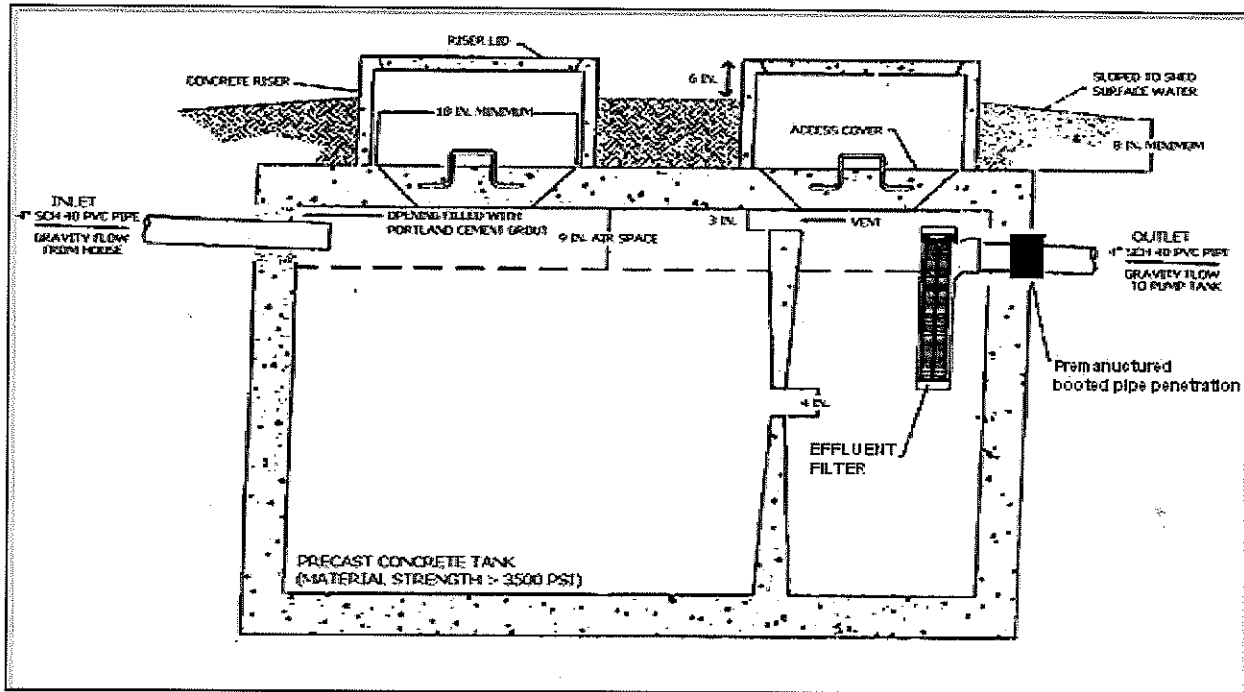 RISER LID
CONCRETE RISER
6 IN.
SLOPED TO SHED
SURFACE WATER
18 IN. MINIMUM
ACCESS COVER
8 IN. MINIMUM
INLET
4" SCH 40 PVC PIPE
GRAVITY FLOW
FROM HOUSE
OPENING FILLED WITH
PORTLAND CEMENT GROUT
9 IN. AIR SPACE
3 IN.
VENT
OUTLET
4" SCH 40 PVC PIPE
GRAVITY FLOW
TO PUMP TANK
Premanuctured
booted pipe penetration
4 IN.
EFFLUENT
FILTER
PRECAST CONCRETE TANK
(MATERIAL STRENGTH > 3500 PSI)